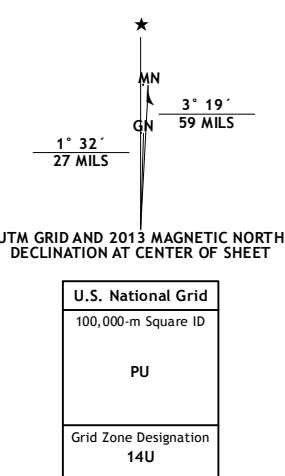 ★
MN
3° 19´
59 MILS
GN
1° 32´
27 MILS
UTM GRID AND 2013 MAGNETIC NORTH
DECLINATION AT CENTER OF SHEET
U.S. National Grid
100,000-m Square ID
PU
Grid Zone Designation
14U